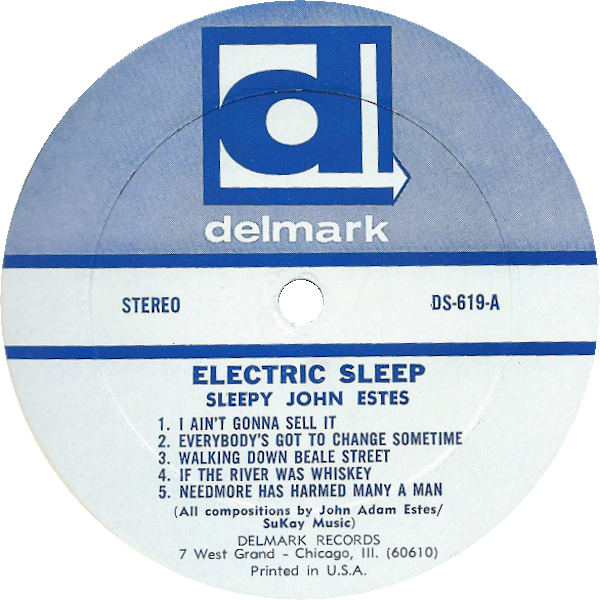 d
delmark
STEREO
DS-619-A
ELECTRIC SLEEP
SLEEPY JOHN ESTES
1. I AIN'T GONNA SELL IT
2. EVERYBODY'S GOT TO CHANGE SOMETIME
3. WALKING DOWN BEALE STREET
4. IF THE RIVER WAS WHISKEY
5. NEEDMORE HAS HARMED MANY A MAN
(All compositions by John Adam Estes/
SuKay Music)
DELMARK RECORDS
7 West Grand - Chicago, Ill. (60610)
Printed in U.S.A.